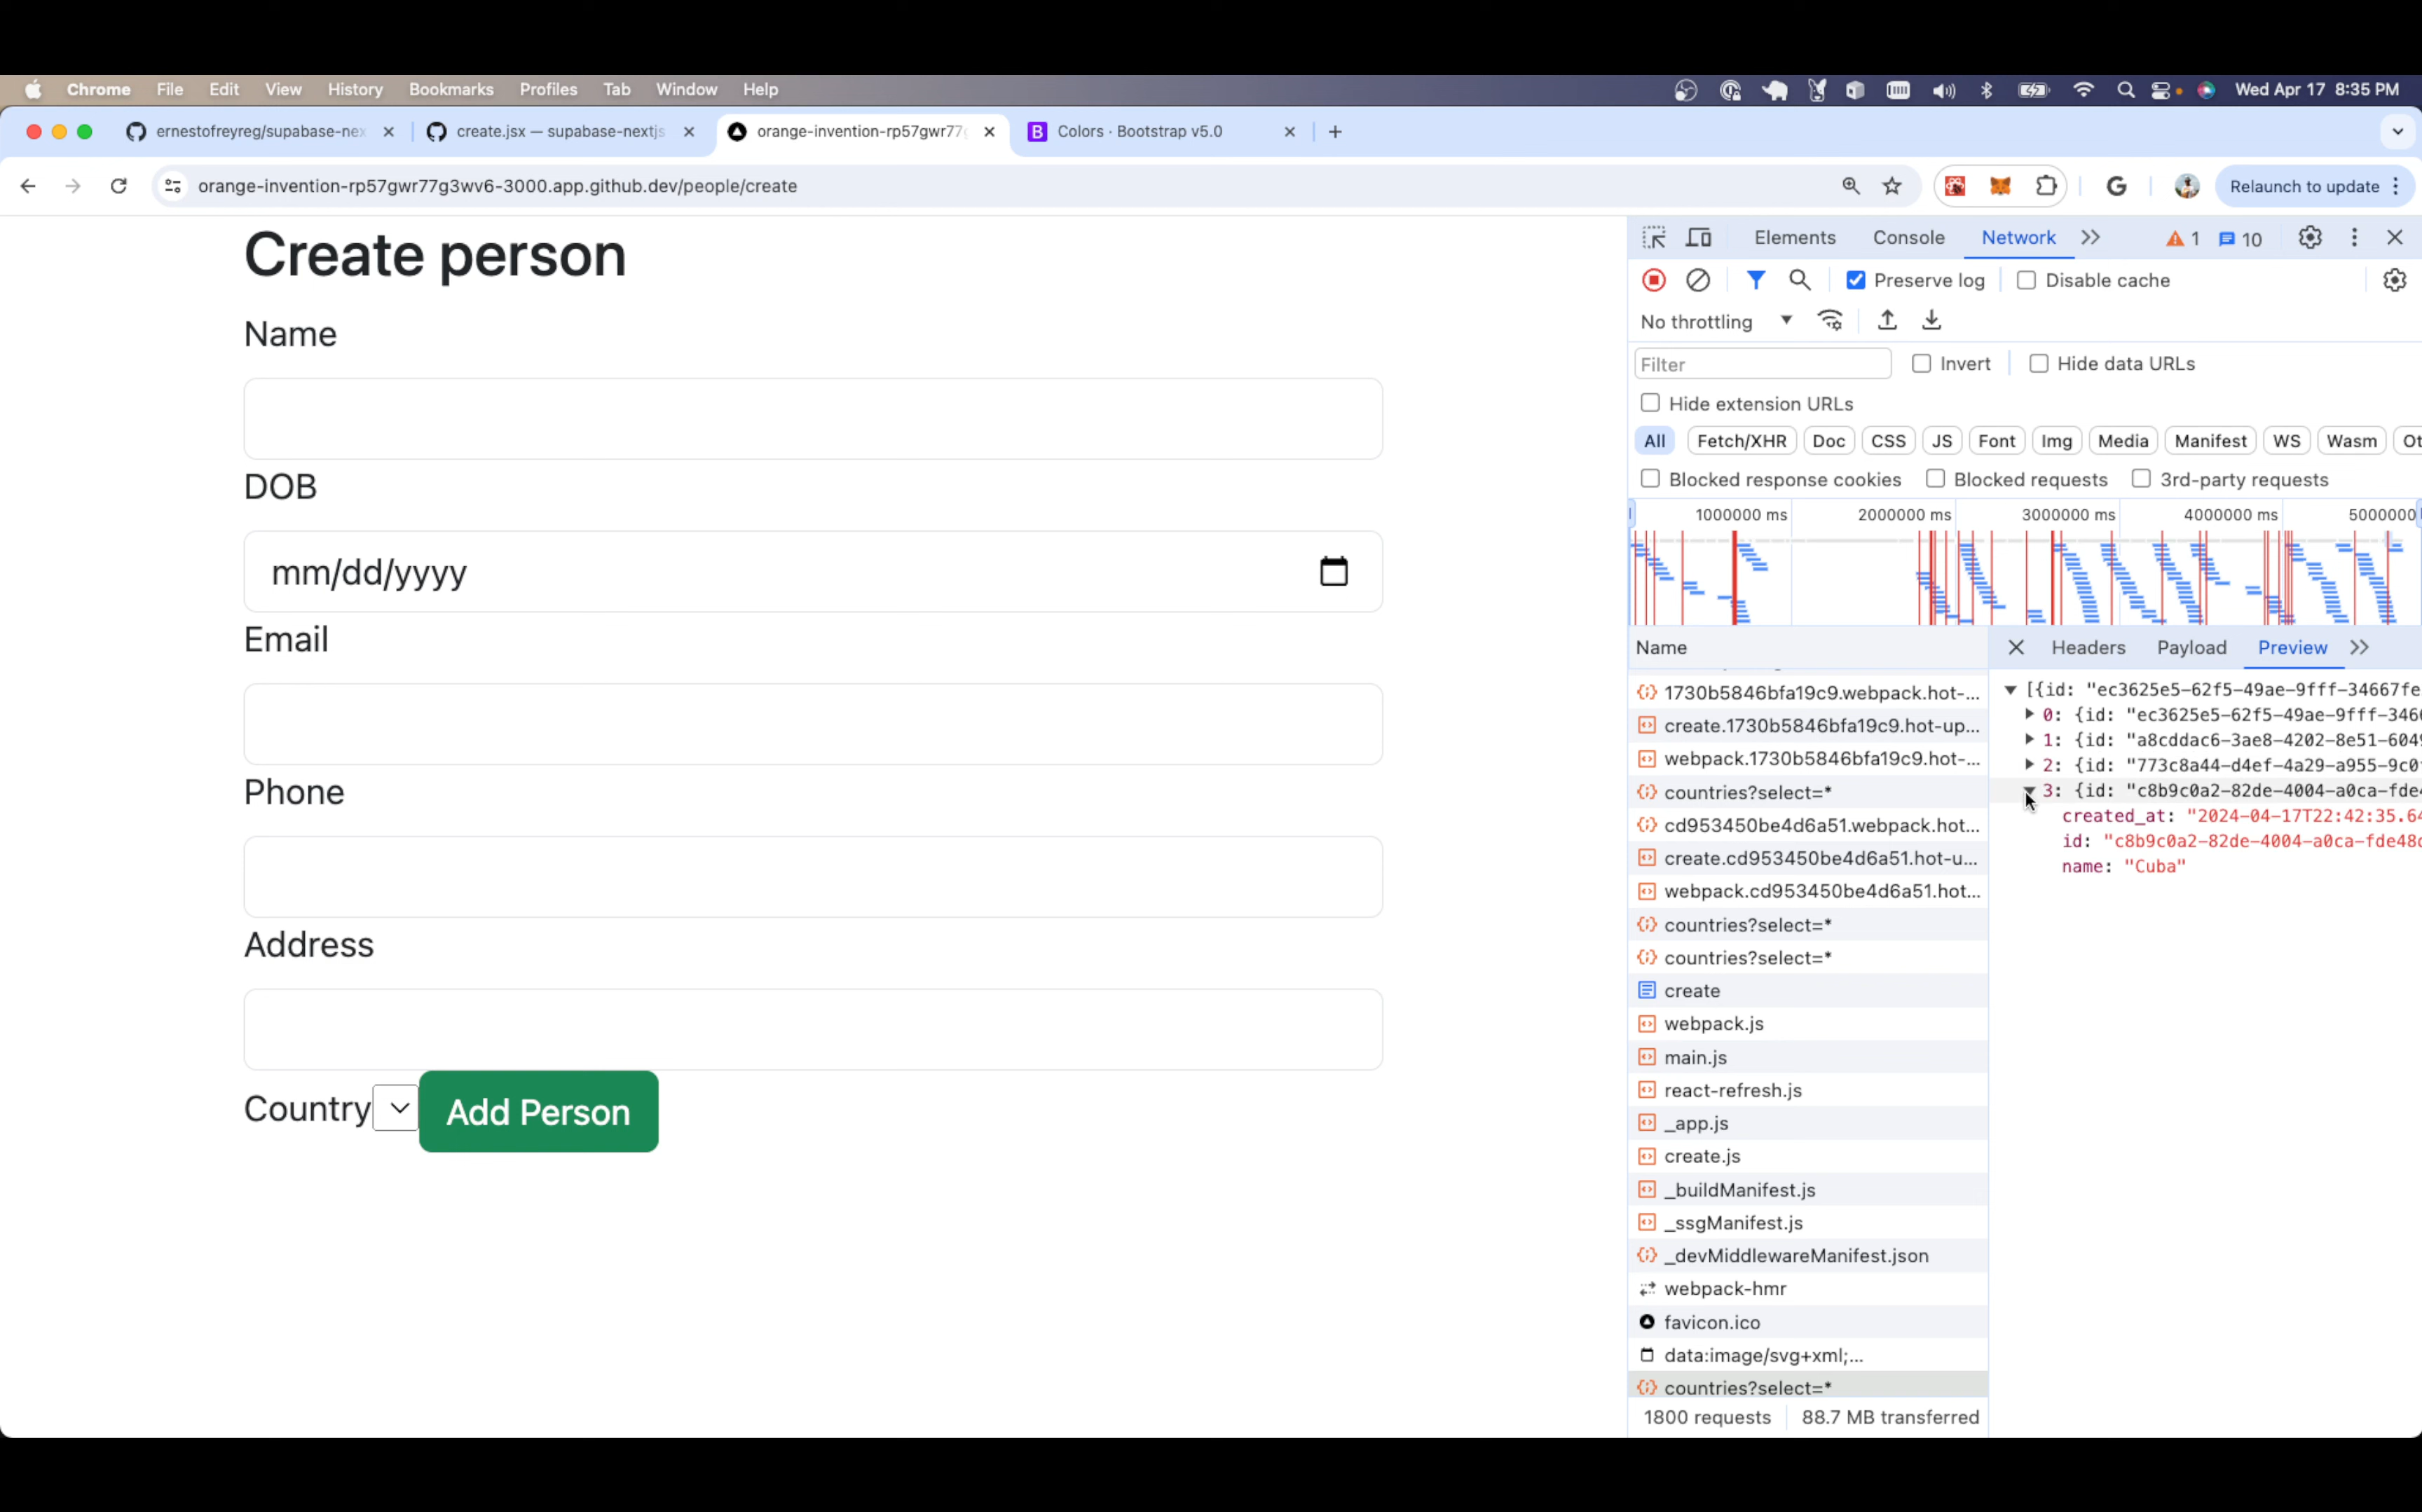 Chrome File Edit View History Bookmarks Profiles Tab Window Help Wed Apr 17 8:35 PM
ernestofreyreg/supabase-nex create.jsx — supabase-nextjs orange-invention-rp57gwr77g Colors · Bootstrap v5.0
orange-invention-rp57gwr77g3wv6-3000.app.github.dev/people/create Relaunch to update
Create person
Name
DOB
mm/dd/yyyy
Email
Phone
Address
Country Add Person
Elements Console Network 1 10
Preserve log Disable cache
No throttling
Filter Invert Hide data URLs
Hide extension URLs
All Fetch/XHR Doc CSS JS Font Img Media Manifest WS Wasm Ot
Blocked response cookies Blocked requests 3rd-party requests
1000000 ms 2000000 ms 3000000 ms 4000000 ms 5000000
Name
1730b5846bfa19c9.webpack.hot-...
create.1730b5846bfa19c9.hot-up...
webpack.1730b5846bfa19c9.hot-...
countries?select=*
cd953450be4d6a51.webpack.hot...
create.cd953450be4d6a51.hot-u...
webpack.cd953450be4d6a51.hot...
countries?select=*
countries?select=*
create
webpack.js
main.js
react-refresh.js
_app.js
create.js
_buildManifest.js
_ssgManifest.js
_devMiddlewareManifest.json
webpack-hmr
favicon.ico
data:image/svg+xml;...
countries?select=*
Headers Payload Preview
[{id: "ec3625e5-62f5-49ae-9fff-34667fe
0: {id: "ec3625e5-62f5-49ae-9fff-346
1: {id: "a8cddac6-3ae8-4202-8e51-604
2: {id: "773c8a44-d4ef-4a29-a955-9c0
3: {id: "c8b9c0a2-82de-4004-a0ca-fde4
created_at: "2024-04-17T22:42:35.64
id: "c8b9c0a2-82de-4004-a0ca-fde48
name: "Cuba"
1800 requests 88.7 MB transferred